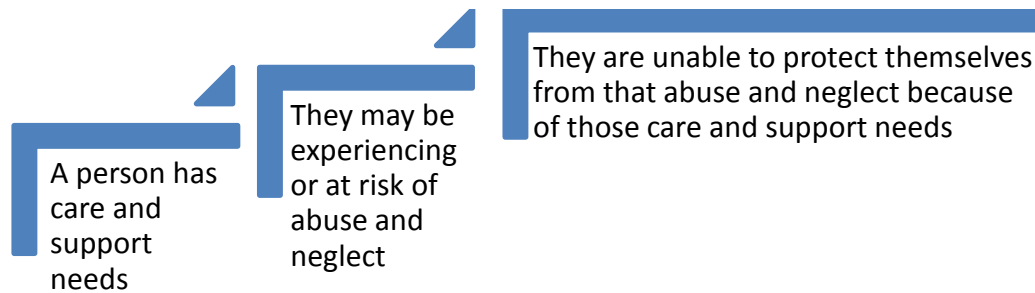 A person has
care and
support
needs
They may be
experiencing
or at risk of
abuse and
neglect
They are unable to protect themselves
from that abuse and neglect because
of those care and support needs